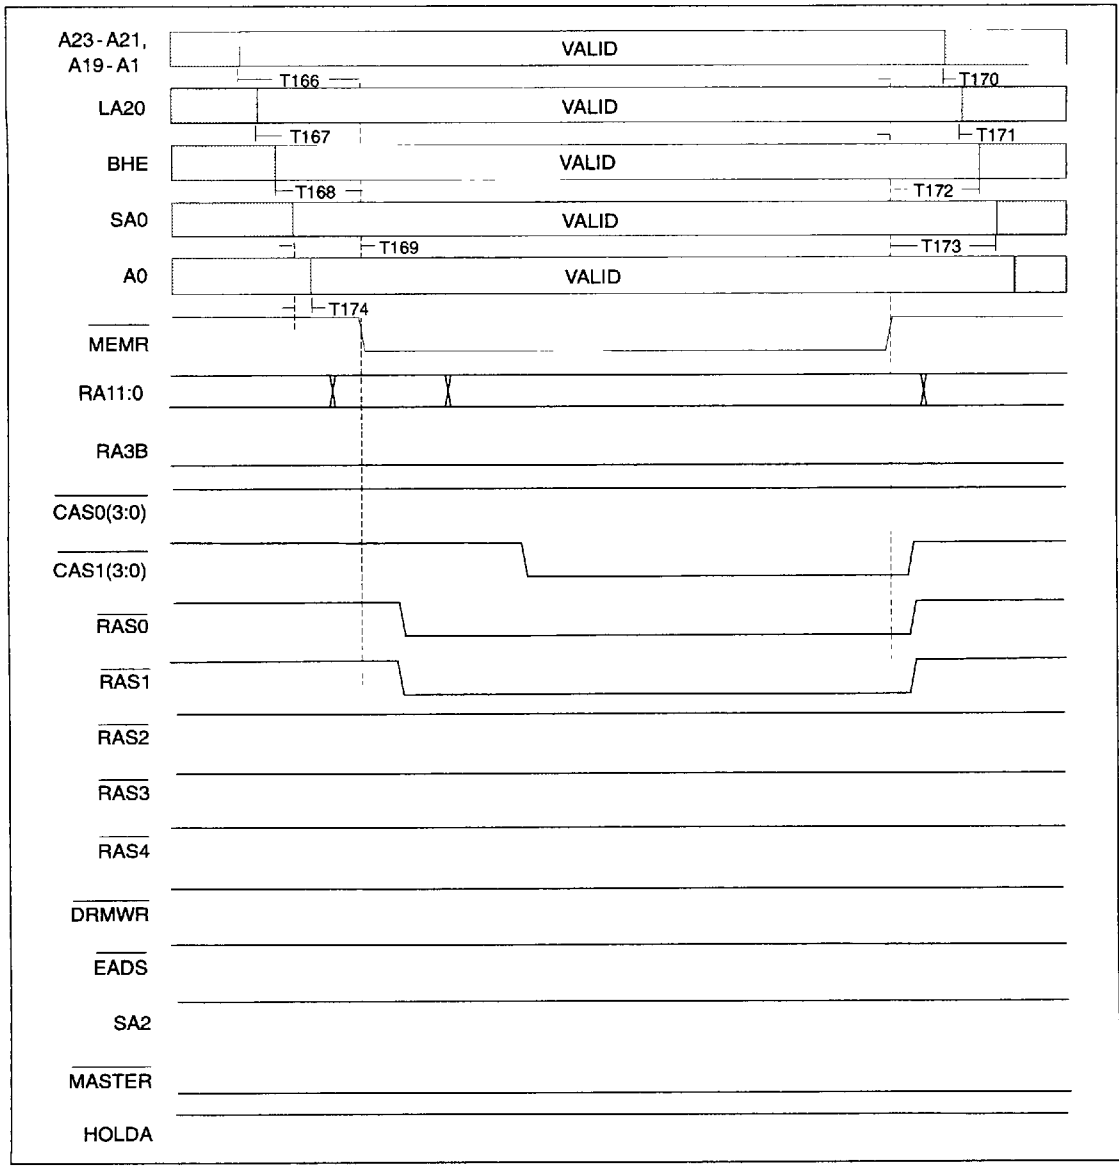 A23-A21,
A19-A1
VALID
T166
T170
LA20
VALID
T167
T171
BHE
VALID
T168
T172
SA0
VALID
T169
T173
A0
VALID
T174
MEMR
RA11:0
RA3B
CAS0(3:0)
CAS1(3:0)
RAS0
RAS1
RAS2
RAS3
RAS4
DRMWR
EADS
SA2
MASTER
HOLDA